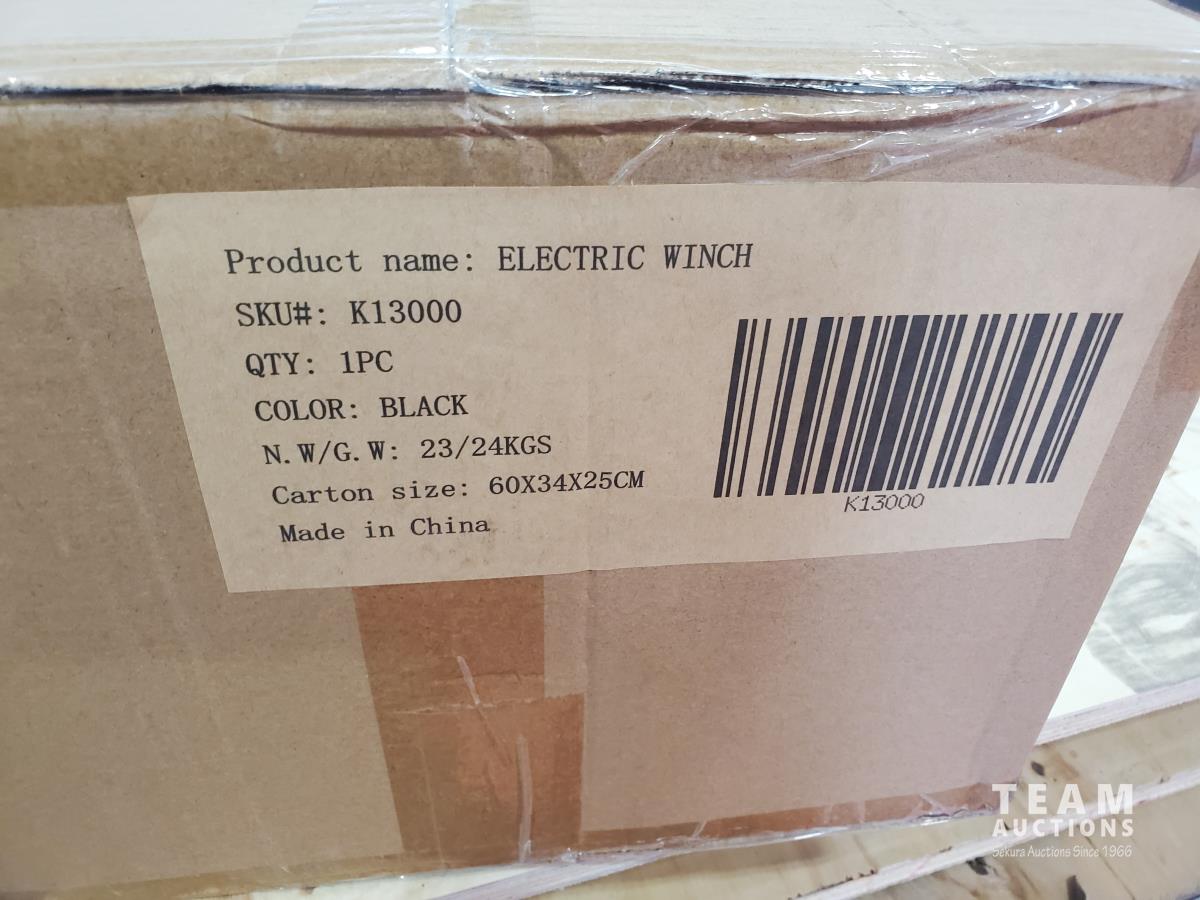 Product name: ELECTRIC WINCH
SKU#: K13000
QTY: 1PC
COLOR: BLACK
N.W/G.W: 23/24KGS
Carton size: 60X34X25CM
Made in China
K13000
TEAM
AUCTIONS
Sekura Auctions Since 1966